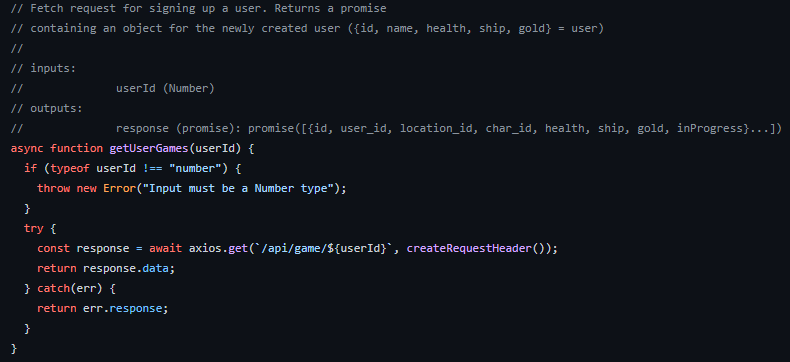 // Fetch request for signing up a user. Returns a promise
// containing an object for the newly created user ({id, name, health, ship, gold} = user)
//
// inputs:
//              userId (Number)
// outputs:
//              response (promise): promise([{id, user_id, location_id, char_id, health, ship, gold, inProgress}...])
async function getUserGames(userId) {
  if (typeof userId !== "number") {
    throw new Error("Input must be a Number type");
  }
  try {
    const response = await axios.get(`/api/game/${userId}`, createRequestHeader());
    return response.data;
  } catch(err) {
    return err.response;
  }
}